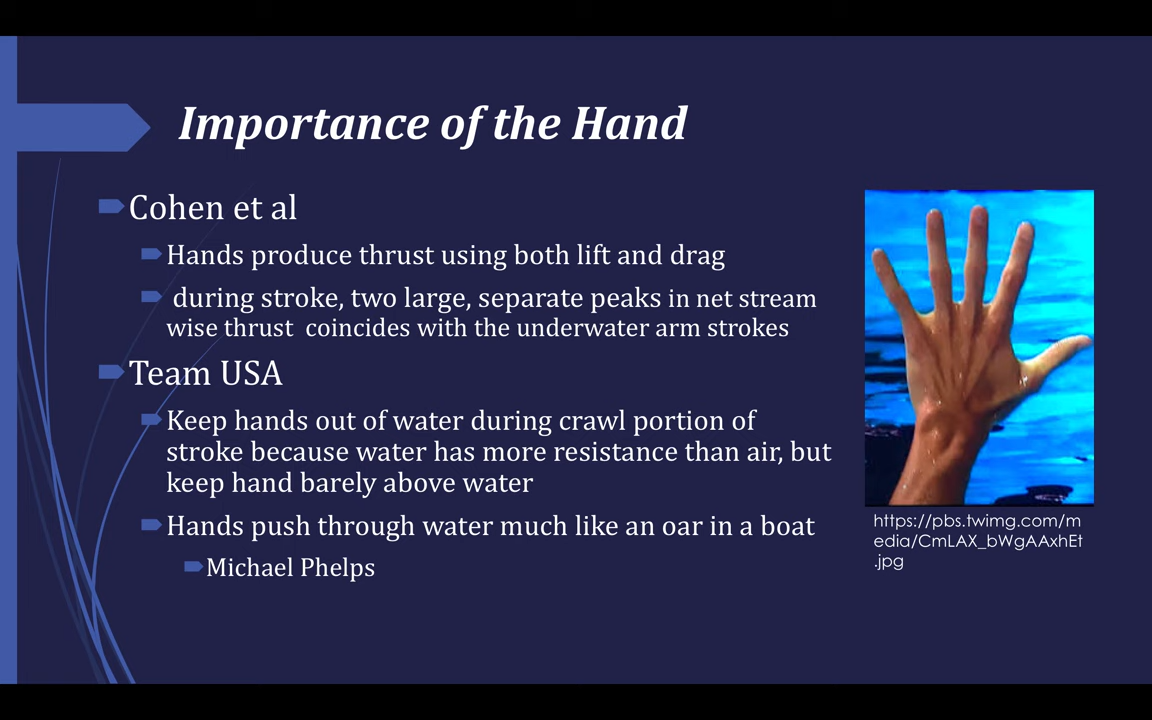 Importance of the Hand
Cohen et al
Hands produce thrust using both lift and drag
during stroke, two large, separate peaks in net stream
wise thrust coincides with the underwater arm strokes
Team USA
Keep hands out of water during crawl portion of
stroke because water has more resistance than air, but
keep hand barely above water
Hands push through water much like an oar in a boat
Michael Phelps
https://pbs.twimg.com/m
edia/CmLAX_bWgAAxhEt
.jpg